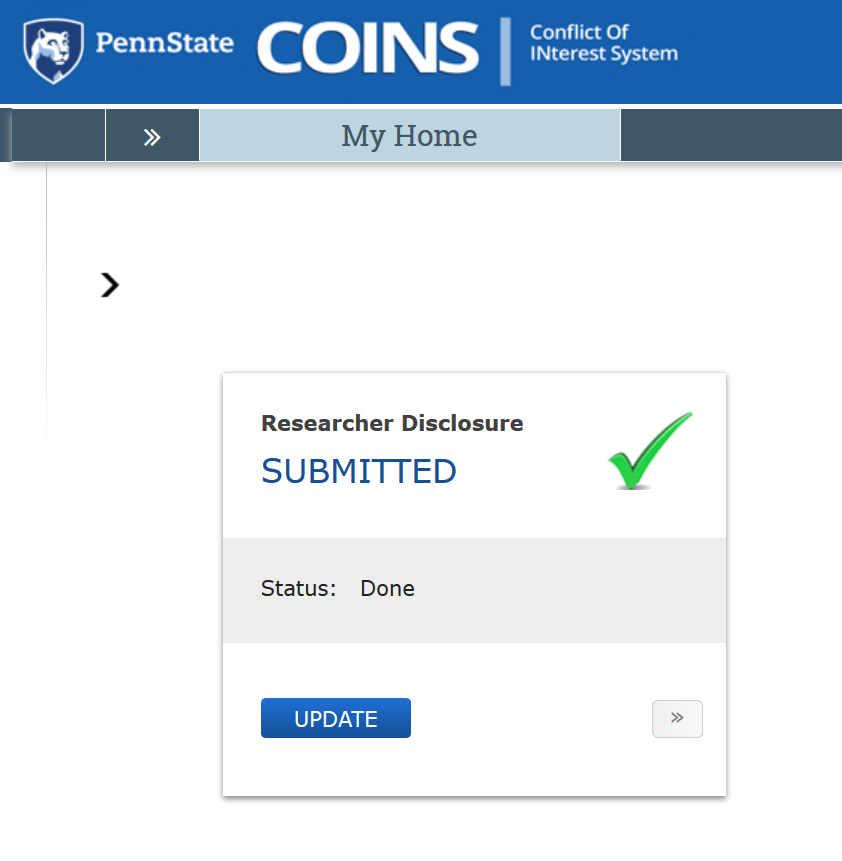 PennState
COINS
Conflict Of
INterest System
»
My Home
Researcher Disclosure
SUBMITTED
Status: Done
UPDATE
»